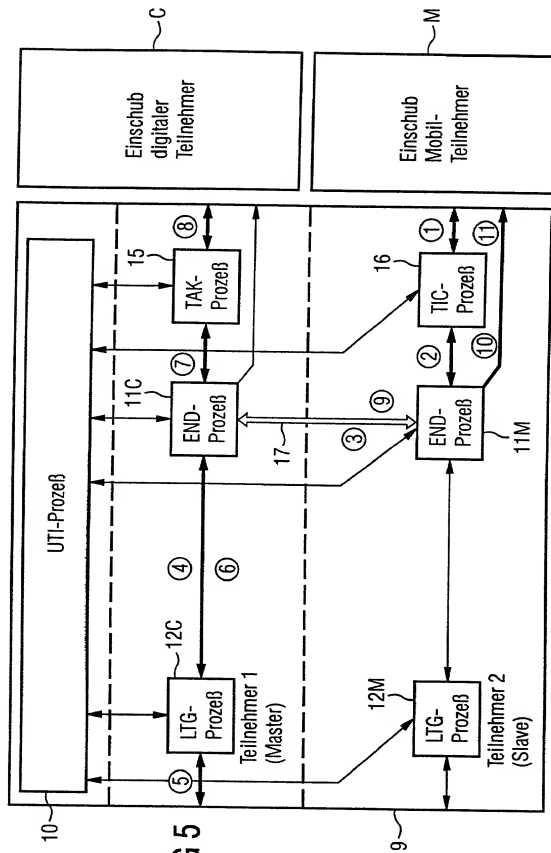 10
UTI-Prozeß
Einschub
digitaler
Teilnehmer
C
⑤
12C
LTG-
Prozeß
Teilnehmer 1
(Master)
④
⑥
11C
END-
Prozeß
⑦
15
TAK-
Prozeß
⑧
17
③
⑨
9
12M
LTG-
Prozeß
Teilnehmer 2
(Slave)
END-
Prozeß
11M
②
16
TIC-
Prozeß
①
⑩
⑪
Einschub
Mobil-
Teilnehmer
M
G 5